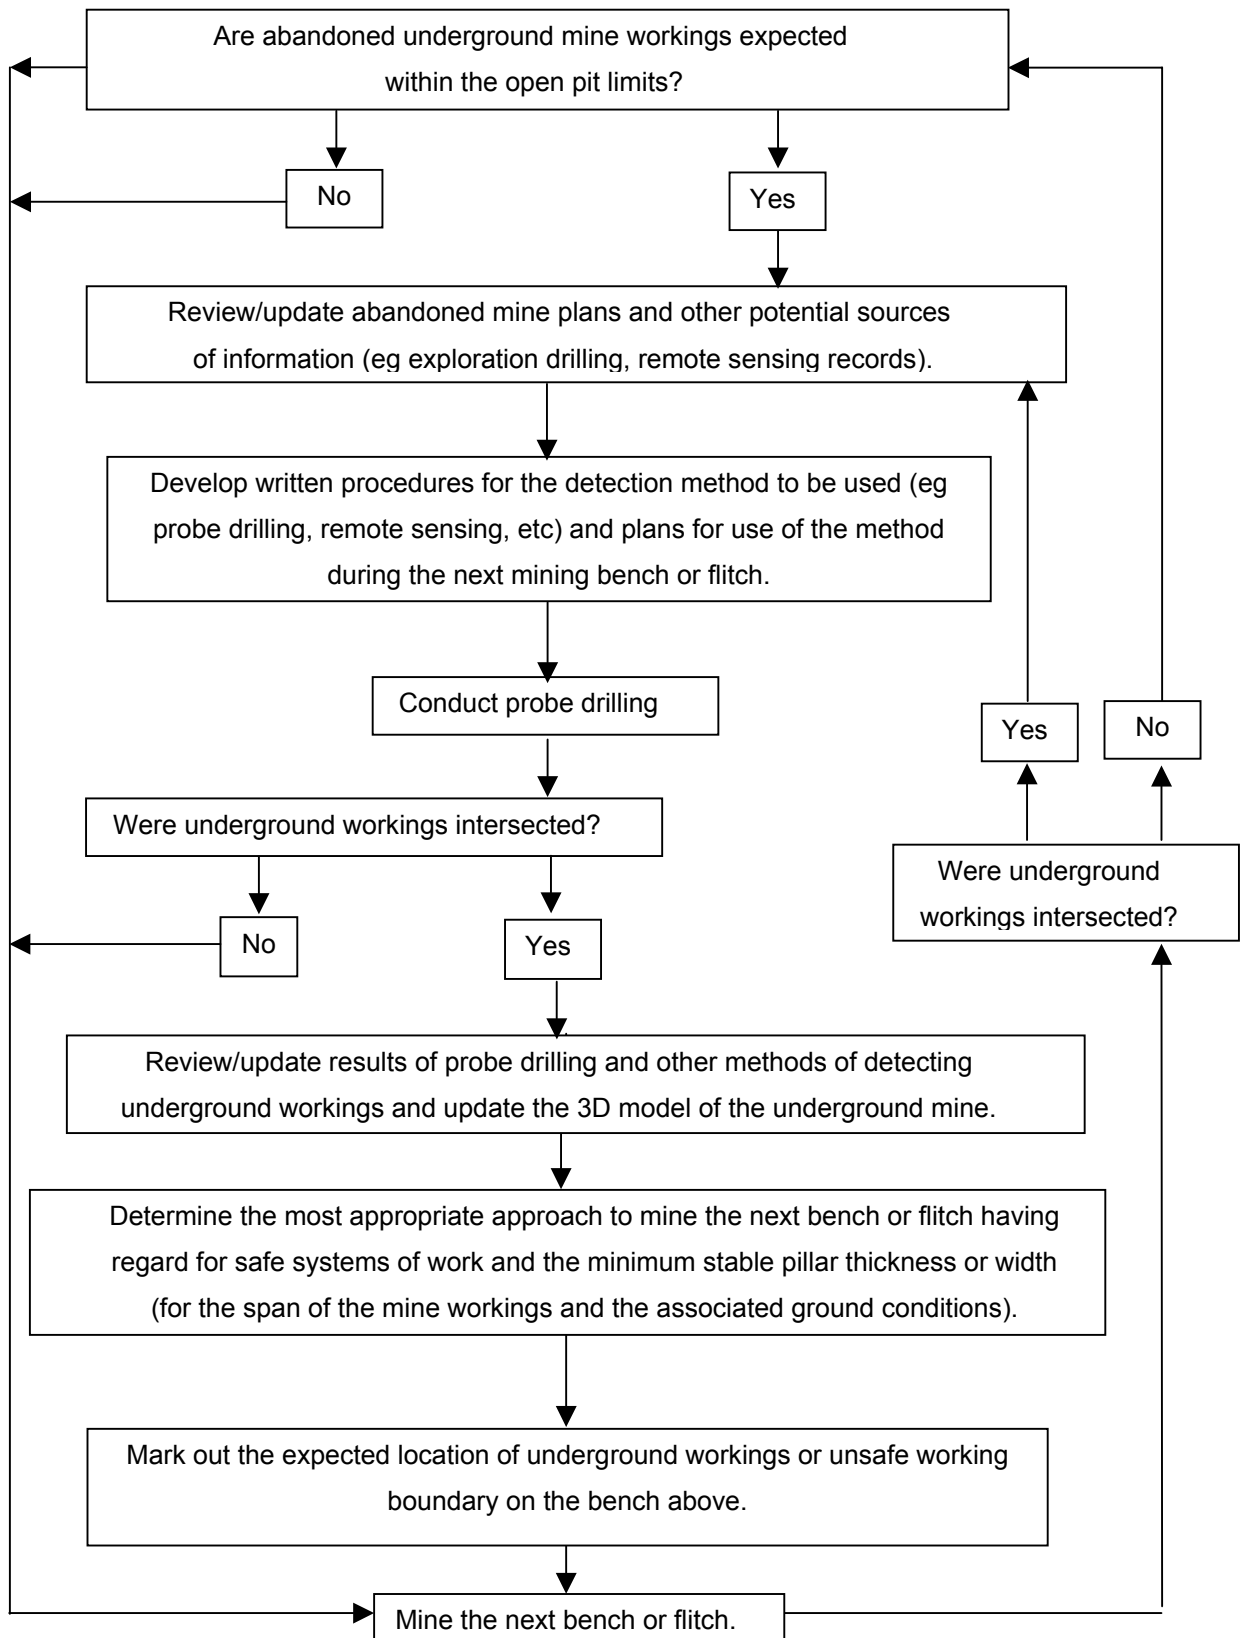 Are abandoned underground mine workings expected
within the open pit limits?
No
Yes
Review/update abandoned mine plans and other potential sources
of information (eg exploration drilling, remote sensing records).
Develop written procedures for the detection method to be used (eg
probe drilling, remote sensing, etc) and plans for use of the method
during the next mining bench or flitch.
Conduct probe drilling
Yes
No
Were underground workings intersected?
Were underground
workings intersected?
No
Yes
Review/update results of probe drilling and other methods of detecting
underground workings and update the 3D model of the underground mine.
Determine the most appropriate approach to mine the next bench or flitch having
regard for safe systems of work and the minimum stable pillar thickness or width
(for the span of the mine workings and the associated ground conditions).
Mark out the expected location of underground workings or unsafe working
boundary on the bench above.
Mine the next bench or flitch.